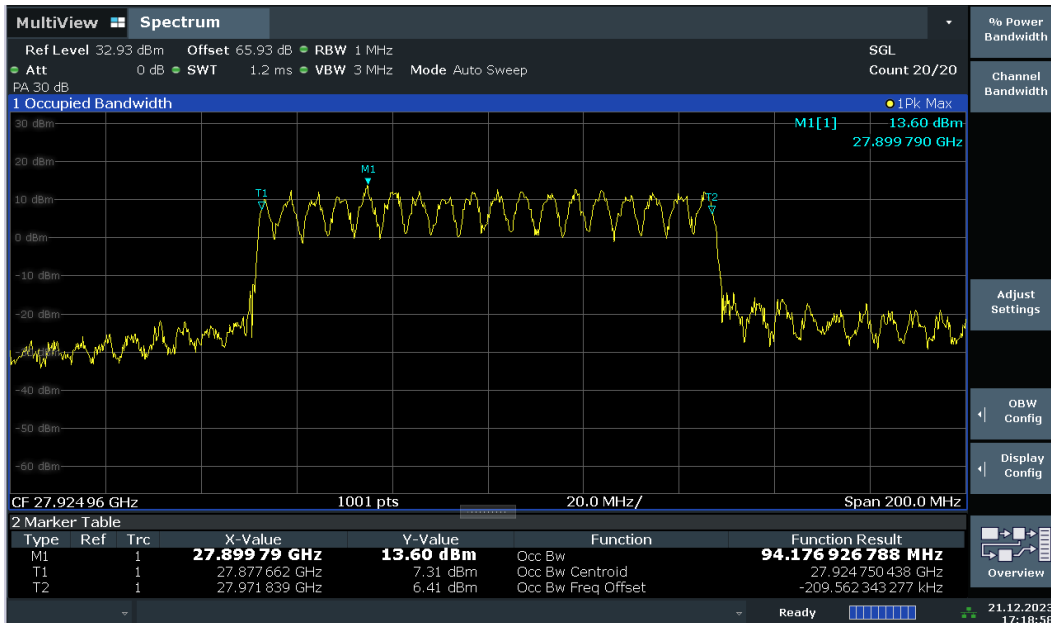 MultiView Spectrum
Ref Level 32.93 dBm Offset 65.93 dB RBW 1 MHz SGL
Att 0 dB SWT 1.2 ms VBW 3 MHz Mode Auto Sweep Count 20/20
PA 30 dB
1 Occupied Bandwidth 1Pk Max
30 dBm M1[1] 13.60 dBm
27.899 790 GHz
20 dBm
M1
T1
T2
10 dBm
0 dBm
-10 dBm
-20 dBm
-40 dBm
-50 dBm
-60 dBm
CF 27.924 96 GHz 1001 pts 20.0 MHz/ Span 200.0 MHz
2 Marker Table
Type Ref Trc X-Value Y-Value Function Function Result
M1 1 27.899 79 GHz 13.60 dBm Occ Bw 94.176 926 788 MHz
T1 1 27.877 662 GHz 7.31 dBm Occ Bw Centroid 27.924 750 438 GHz
T2 1 27.971 839 GHz 6.41 dBm Occ Bw Freq Offset -209.562 343 277 kHz
Ready 21.12.2023
17:18:58
% Power
Bandwidth
Channel
Bandwidth
Adjust
Settings
OBW
Config
Display
Config
Overview